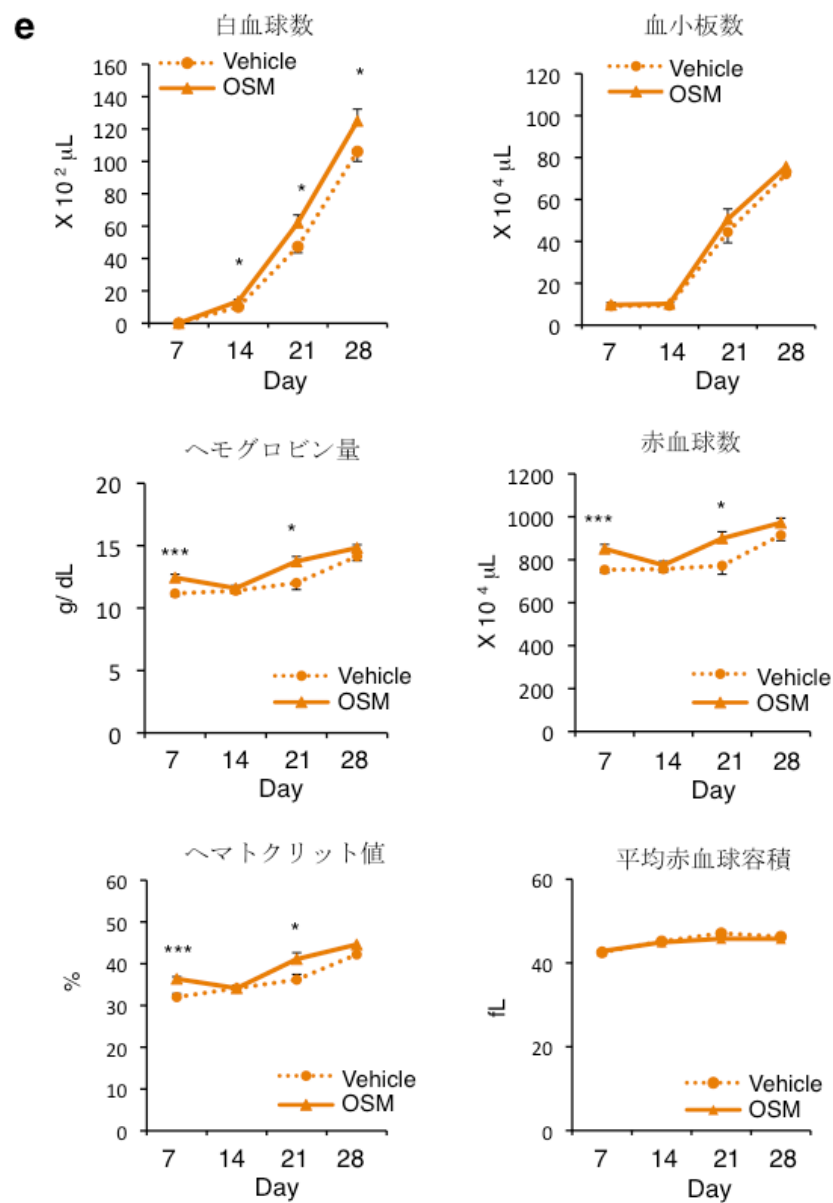 e
白血球数
Vehicle
OSM
160
140
120
100
80
60
40
20
0
X 10 ² μL
*
*
*
7 14 21 28
Day
血小板数
Vehicle
OSM
120
100
80
60
40
20
0
X 10 ⁴ μL
7 14 21 28
Day
ヘモグロビン量
20
15
10
5
0
g/ dL
***
*
Vehicle
OSM
7 14 21 28
Day
赤血球数
1200
1000
800
600
400
200
0
X 10 ⁴ μL
***
*
Vehicle
OSM
7 14 21 28
Day
ヘマトクリット値
60
50
40
30
20
10
0
%
***
*
Vehicle
OSM
7 14 21 28
Day
平均赤血球容積
60
40
20
0
fL
Vehicle
OSM
7 14 21 28
Day